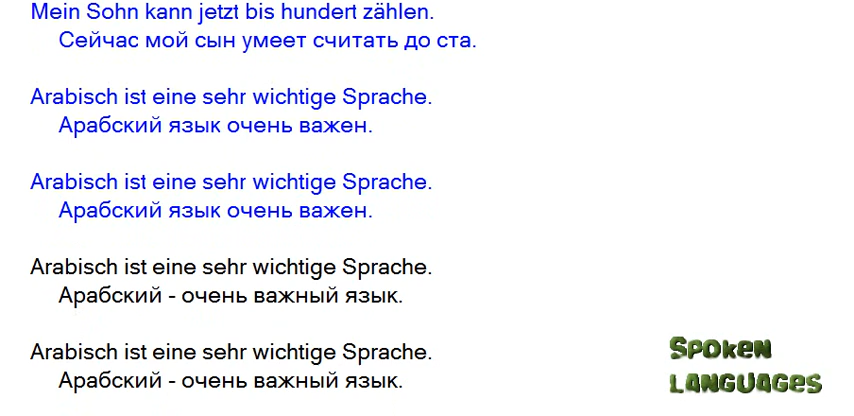 Mein Sohn kann jetzt bis hundert zählen.
Сейчас мой сын умеет считать до ста.
Arabisch ist eine sehr wichtige Sprache.
Арабский язык очень важен.
Arabisch ist eine sehr wichtige Sprache.
Арабский язык очень важен.
Arabisch ist eine sehr wichtige Sprache.
Арабский - очень важный язык.
Arabisch ist eine sehr wichtige Sprache.
Арабский - очень важный язык.
Spoken
Languages